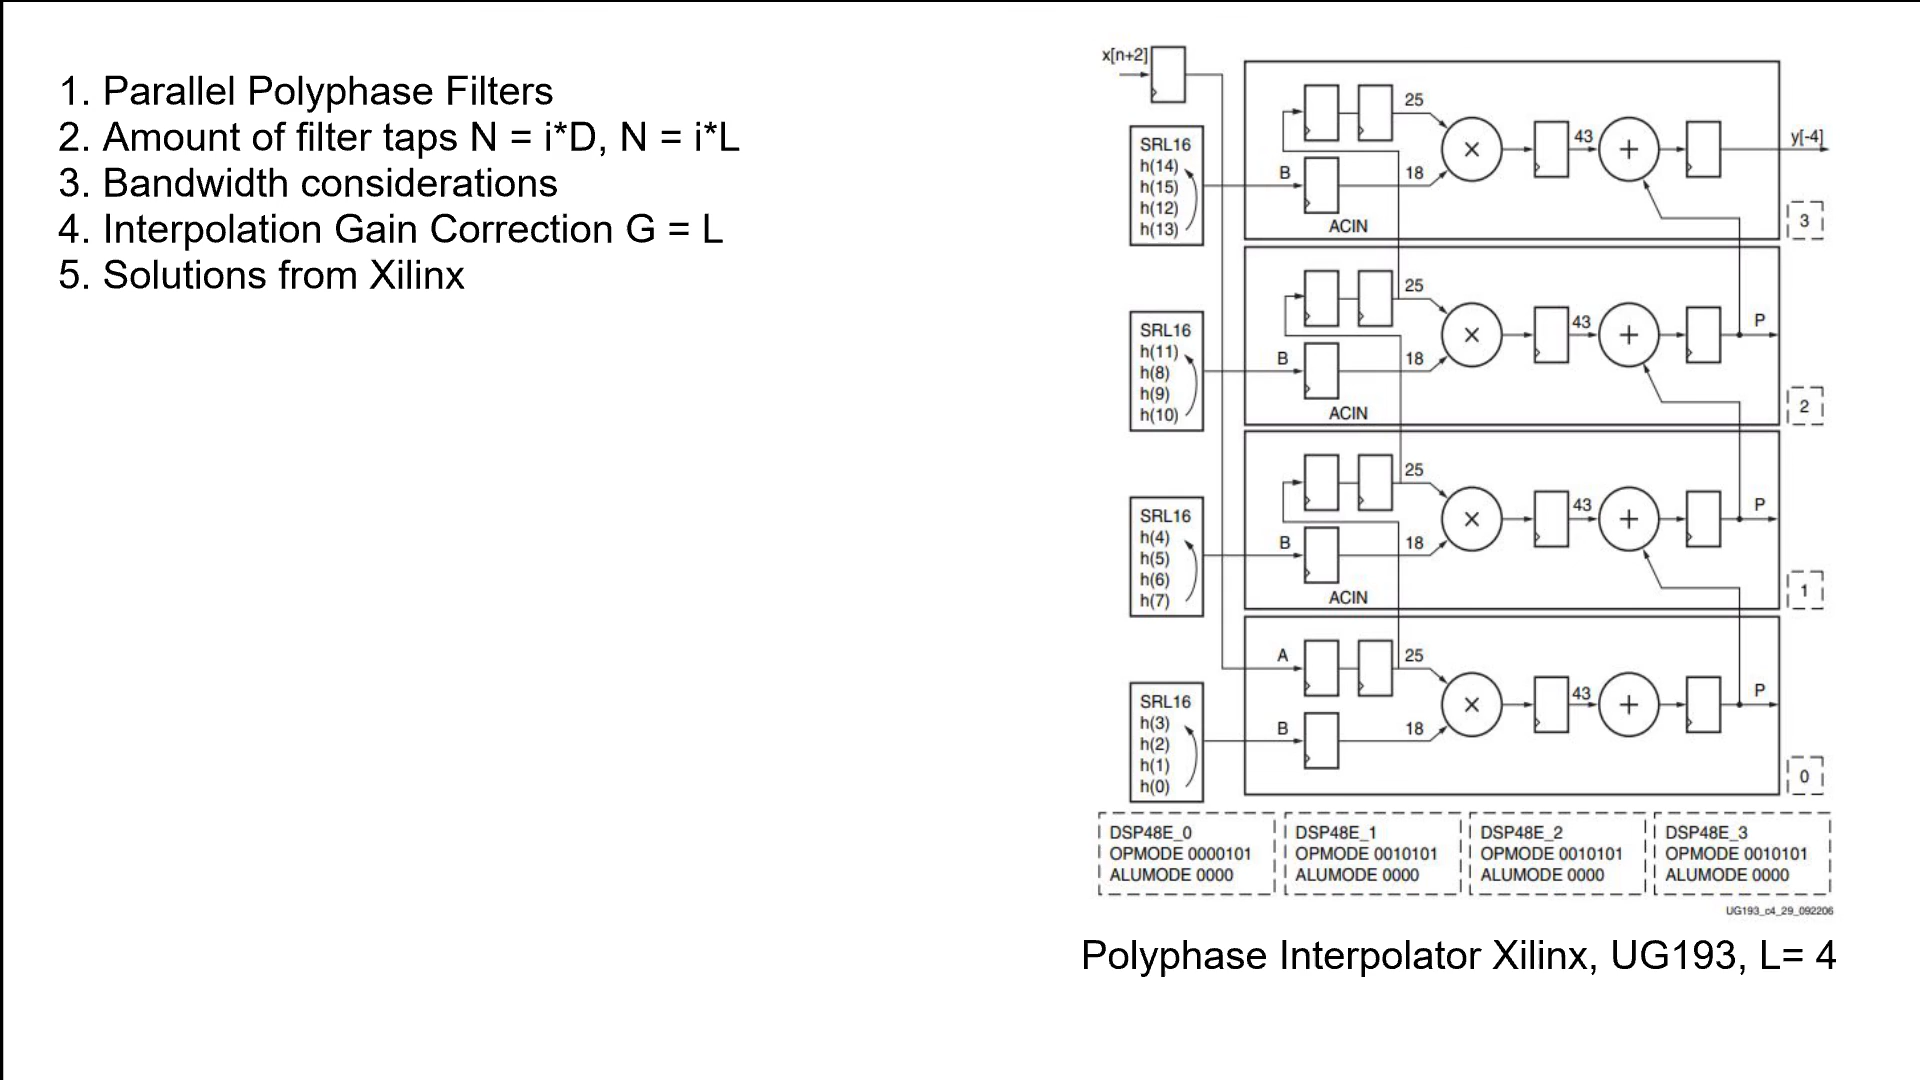 1. Parallel Polyphase Filters
2. Amount of filter taps N = i*D, N = i*L
3. Bandwidth considerations
4. Interpolation Gain Correction G = L
5. Solutions from Xilinx
x[n+2]
SRL16
h(14)
h(15)
h(12)
h(13)
B
25
18
×
43
+
y[-4]
ACIN
3
SRL16
h(11)
h(8)
h(9)
h(10)
B
25
18
×
43
+
P
ACIN
2
SRL16
h(4)
h(5)
h(6)
h(7)
B
25
18
×
43
+
P
ACIN
1
SRL16
h(3)
h(2)
h(1)
h(0)
A
B
25
18
×
43
+
P
0
DSP48E_0
OPMODE 0000101
ALUMODE 0000
DSP48E_1
OPMODE 0010101
ALUMODE 0000
DSP48E_2
OPMODE 0010101
ALUMODE 0000
DSP48E_3
OPMODE 0010101
ALUMODE 0000
UG193_c4_29_092206
Polyphase Interpolator Xilinx, UG193, L= 4